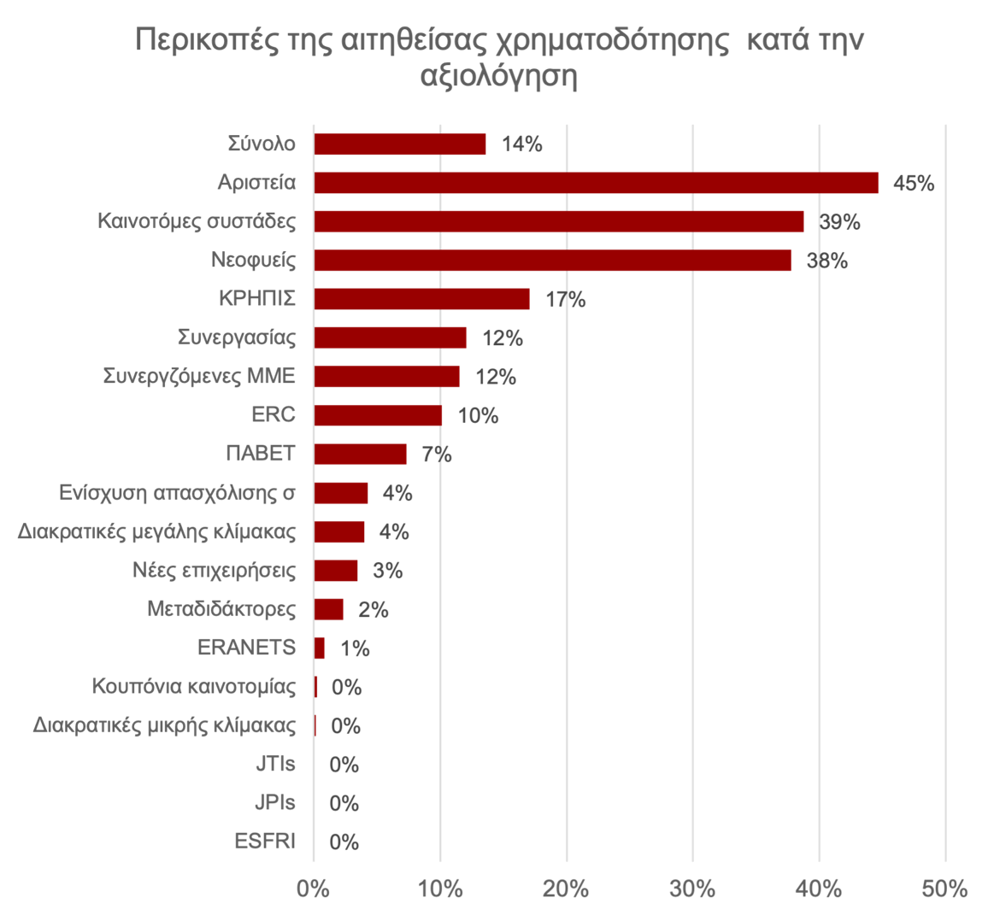 Περικοπές της αιτηθείσας χρηματοδότησης κατά την
αξιολόγηση
Σύνολο 14%
Αριστεία 45%
Καινοτόμες συστάδες 39%
Νεοφυείς 38%
ΚΡΗΠΙΣ 17%
Συνεργασίας 12%
Συνεργζόμενες ΜΜΕ 12%
ERC 10%
ΠΑΒΕΤ 7%
Ενίσχυση απασχόλισης σ 4%
Διακρατικές μεγάλης κλίμακας 4%
Νέες επιχειρήσεις 3%
Μεταδιδάκτορες 2%
ERANETS 1%
Κουπόνια καινοτομίας 0%
Διακρατικές μικρής κλίμακας 0%
JTIs 0%
JPIs 0%
ESFRI 0%
0% 10% 20% 30% 40% 50%